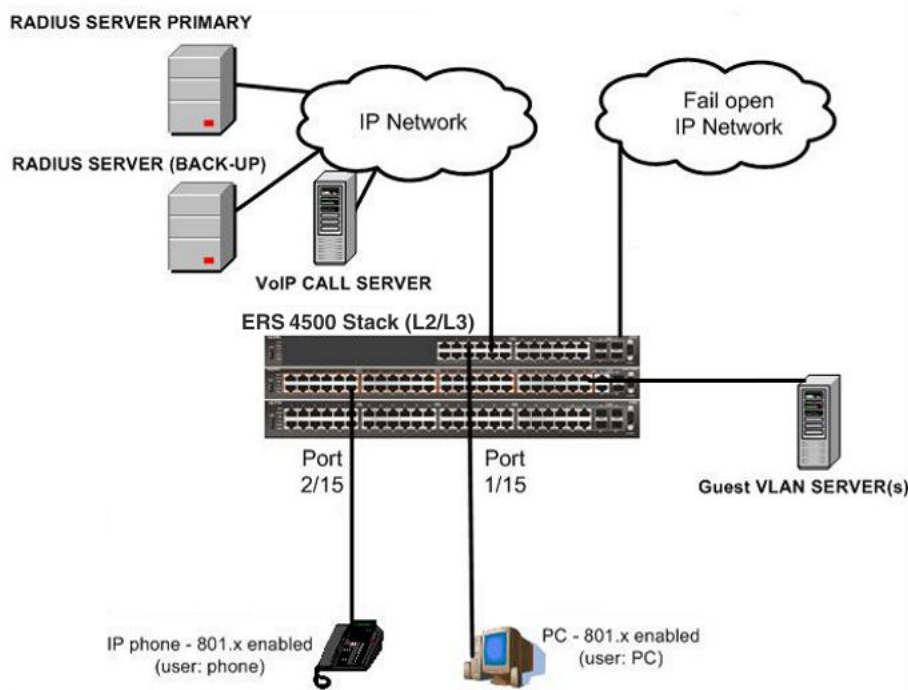 RADIUS SERVER PRIMARY
IP Network
Fail open
IP Network
RADIUS SERVER (BACK-UP)
VoIP CALL SERVER
ERS 4500 Stack (L2/L3)
Port
2/15
Port
1/15
Guest VLAN SERVER(s)
IP phone - 801.x enabled
(user: phone)
PC - 801.x enabled
(user: PC)